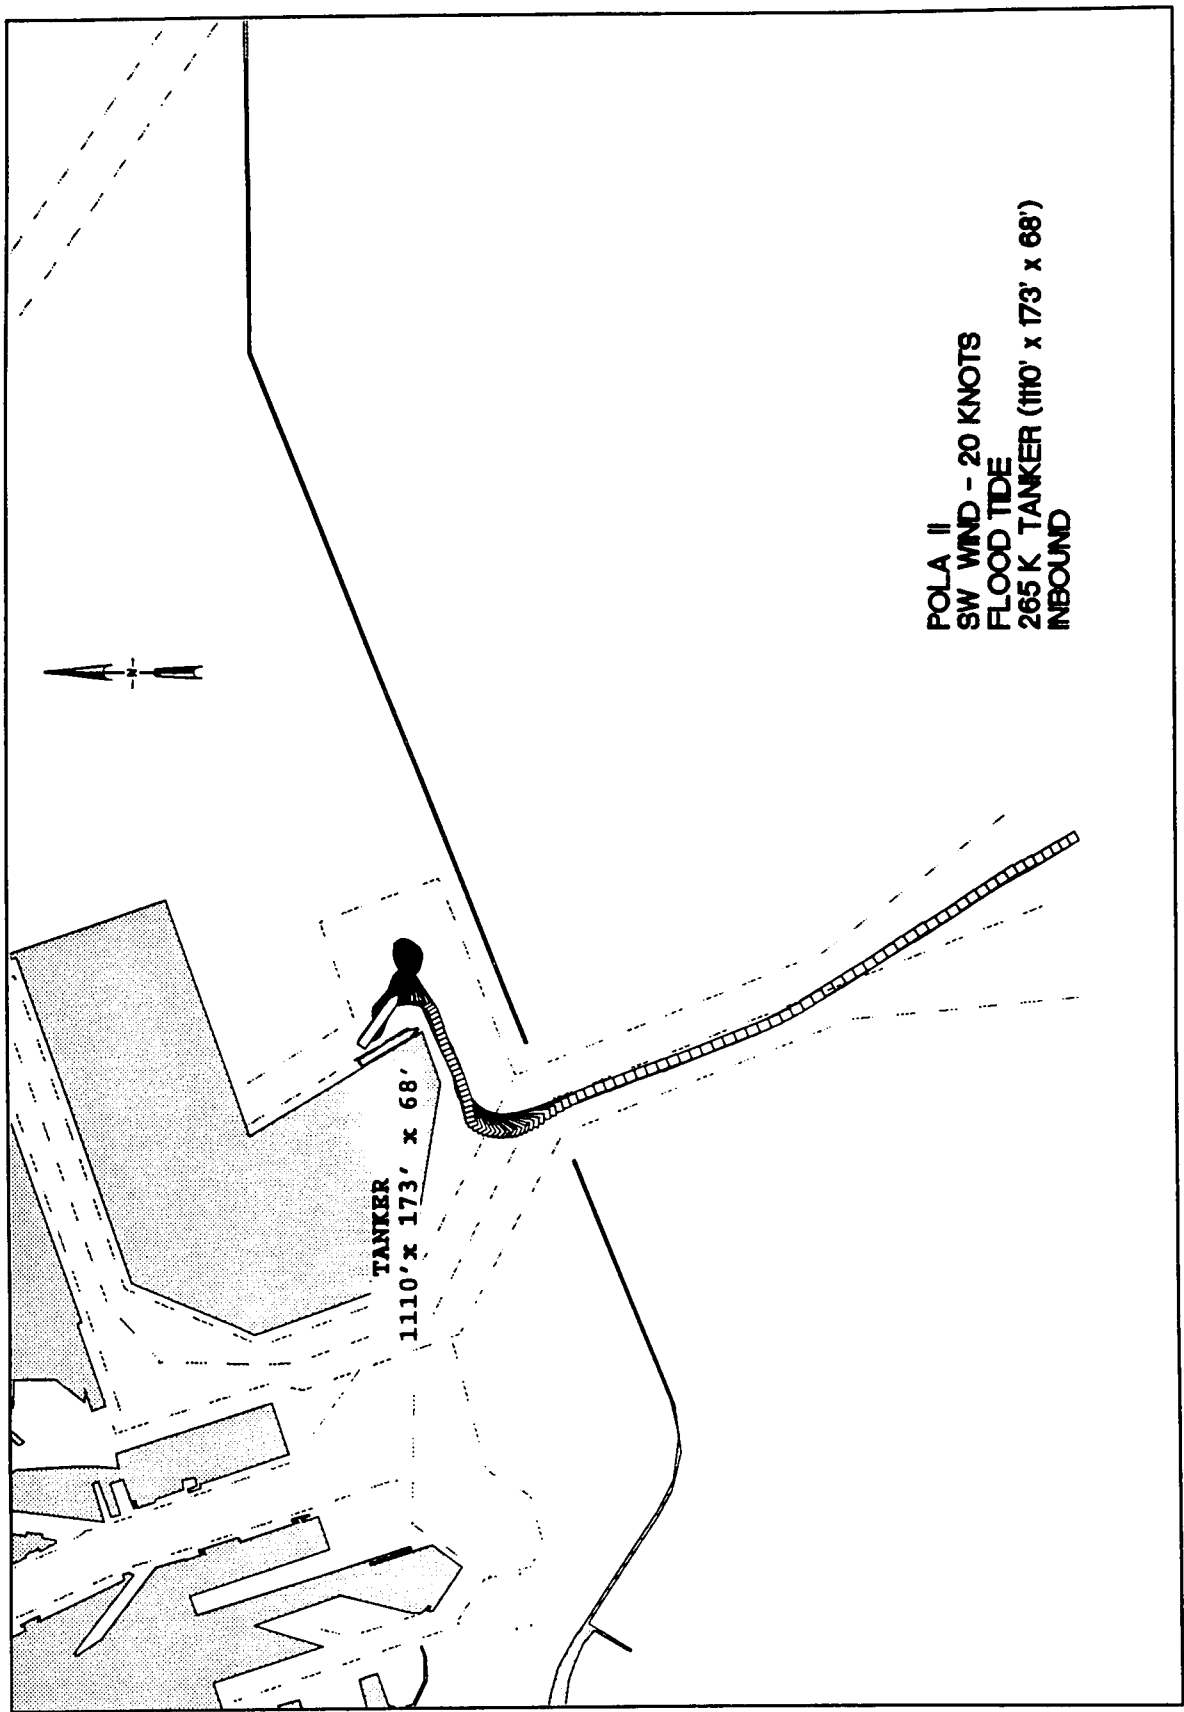 POLA II
SW WIND - 20 KNOTS
FLOOD TIDE
265 K TANKER (1110' x 173' x 68')
INBOUND
TANKER
1110'x 173' x 68'
N